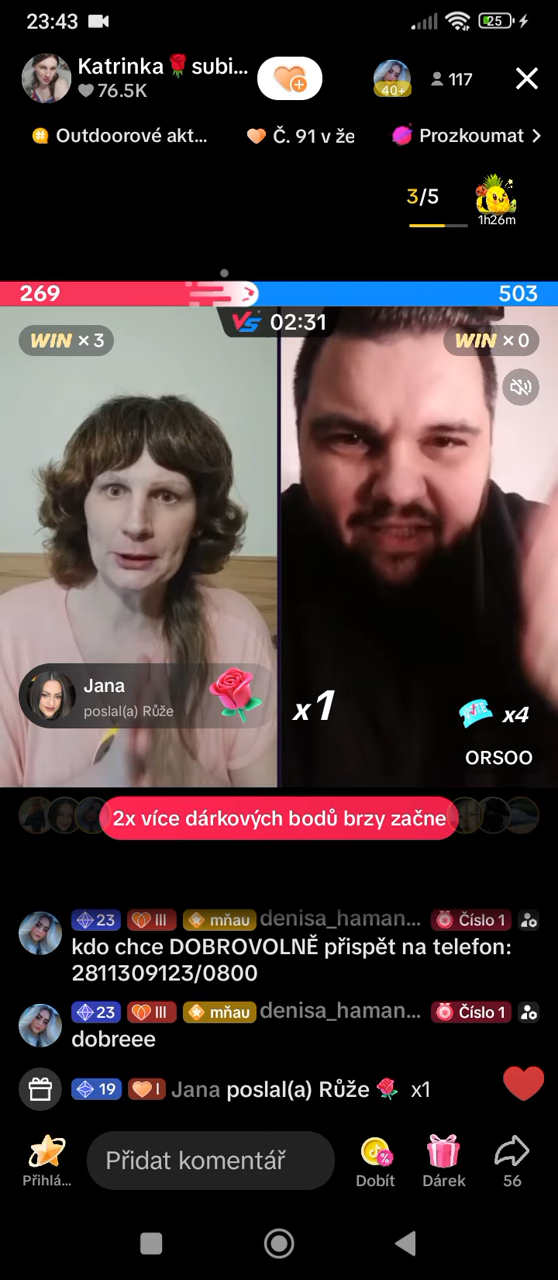 23:43
25
Katrinka🌹subi...
76.5K
40+
117
Outdoorové akt...
Č. 91 v že
Prozkoumat
3/5
1h26m
269
503
VS 02:31
WIN × 3
WIN × 0
Jana
poslal(a) Růže
x1
x4
ORSOO
2x více dárkových bodů brzy začne
23 III mňau denisa_haman... Číslo 1
kdo chce DOBROVOLNĚ přispět na telefon:
2811309123/0800
23 III mňau denisa_haman... Číslo 1
dobreee
19 I Jana poslal(a) Růže 🌹 x1
Přidat komentář
Přihlá...
Dobít
Dárek
56